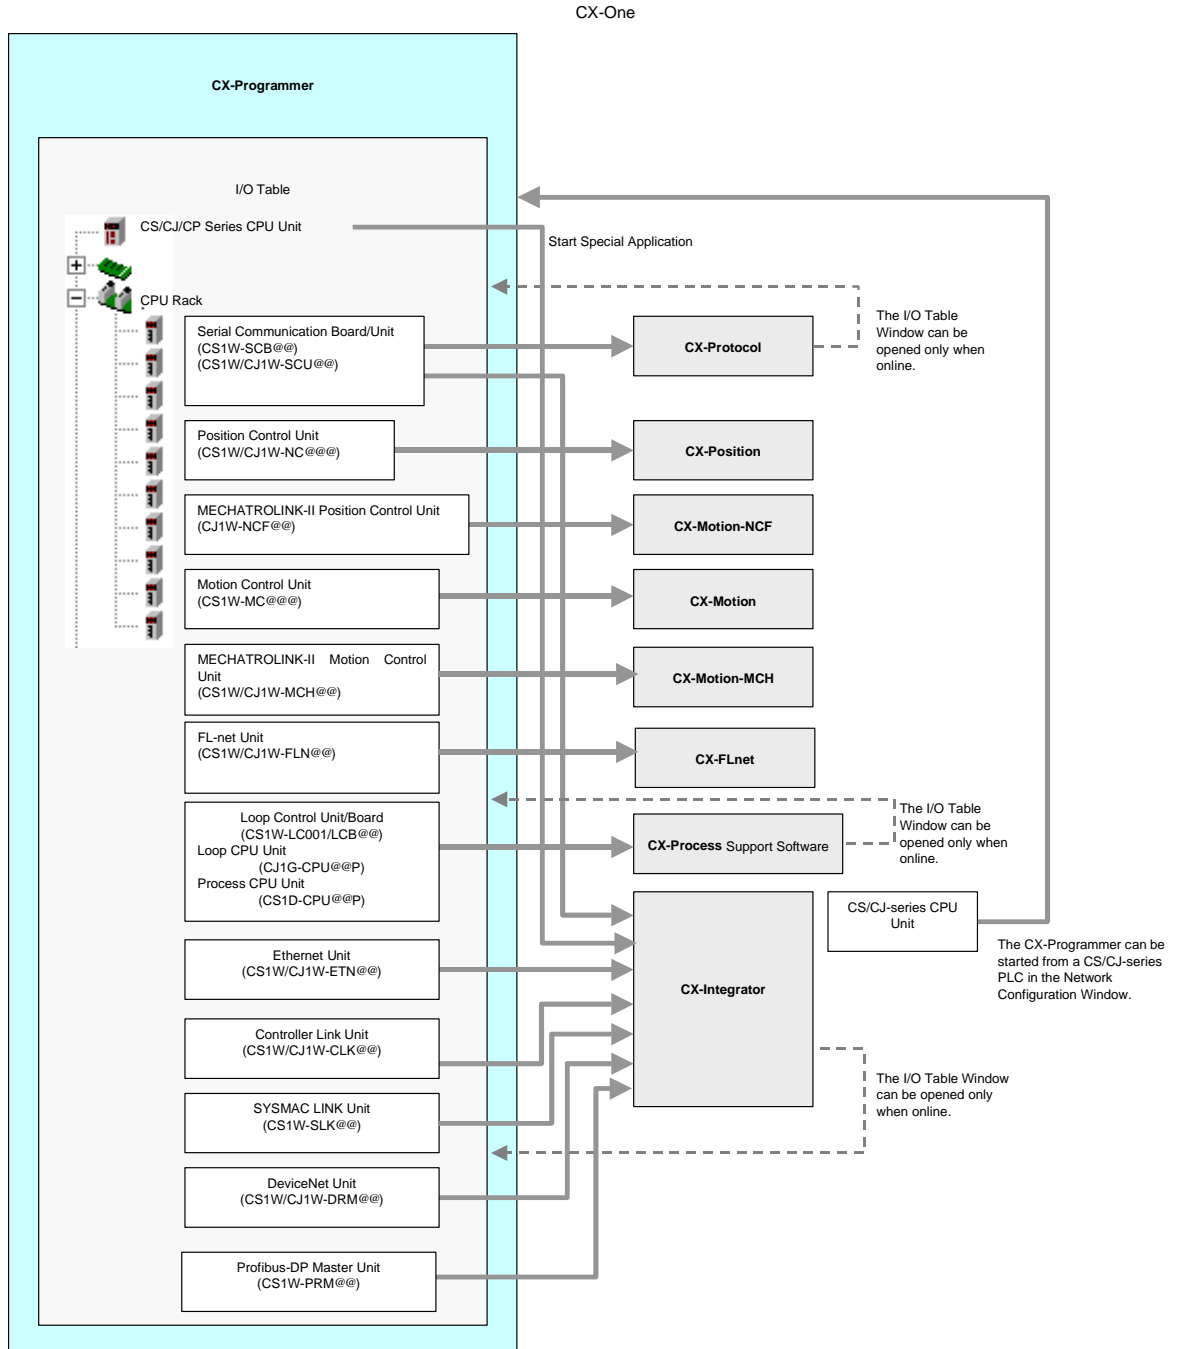 CX-One
CX-Programmer
I/O Table
CS/CJ/CP Series CPU Unit
Start Special Application
CPU Rack
Serial Communication Board/Unit
(CS1W-SCB@@)
(CS1W/CJ1W-SCU@@)
CX-Protocol
The I/O Table
Window can be
opened only when
online.
Position Control Unit
(CS1W/CJ1W-NC@@@)
CX-Position
MECHATROLINK-II Position Control Unit
(CJ1W-NCF@@)
CX-Motion-NCF
Motion Control Unit
(CS1W-MC@@@)
CX-Motion
MECHATROLINK-II Motion Control
Unit
(CS1W/CJ1W-MCH@@)
CX-Motion-MCH
FL-net Unit
(CS1W/CJ1W-FLN@@)
CX-FLnet
Loop Control Unit/Board
(CS1W-LC001/LCB@@)
Loop CPU Unit
(CJ1G-CPU@@P)
Process CPU Unit
(CS1D-CPU@@P)
CX-Process Support Software
The I/O Table
Window can be
opened only when
online.
CS/CJ-series CPU
Unit
The CX-Programmer can be
started from a CS/CJ-series
PLC in the Network
Configuration Window.
Ethernet Unit
(CS1W/CJ1W-ETN@@)
CX-Integrator
Controller Link Unit
(CS1W/CJ1W-CLK@@)
The I/O Table Window
can be opened only
when online.
SYSMAC LINK Unit
(CS1W-SLK@@)
DeviceNet Unit
(CS1W/CJ1W-DRM@@)
Profibus-DP Master Unit
(CS1W-PRM@@)